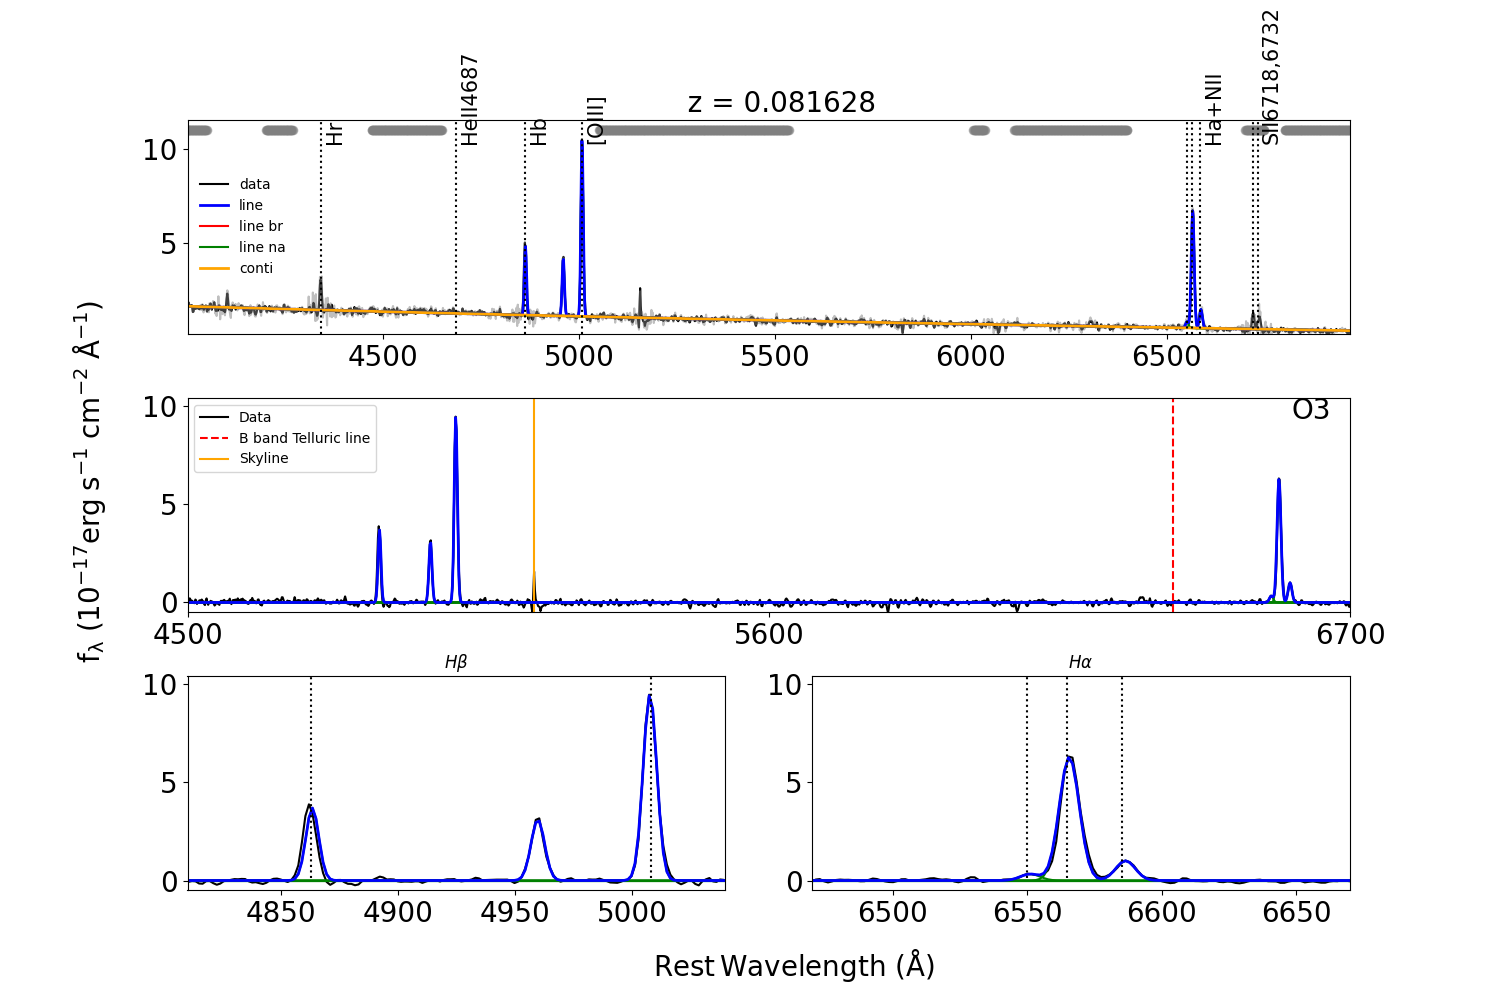 z = 0.081628
Hr
HeII4687
Hb
[OIII]
Ha+NII
SII6718,6732
10
5
data
line
line br
line na
conti
4500 5000 5500 6000 6500
O3
10
5
0
Data
B band Telluric line
Skyline
4500 5600 6700
Hβ
10
5
0
4850 4900 4950 5000
Hα
10
5
0
6500 6550 6600 6650
fλ (10⁻¹⁷erg s⁻¹ cm⁻² Å⁻¹)
Rest Wavelength (Å)